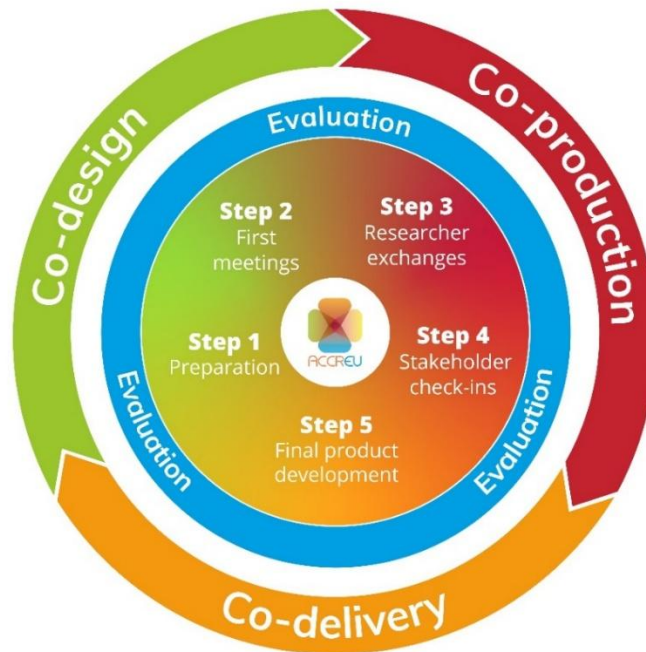 Co-design
Co-production
Co-delivery
Evaluation
Evaluation
Evaluation
Step 1
Preparation
Step 2
First
meetings
Step 3
Researcher
exchanges
Step 4
Stakeholder
check-ins
Step 5
Final product
development
ACCREU